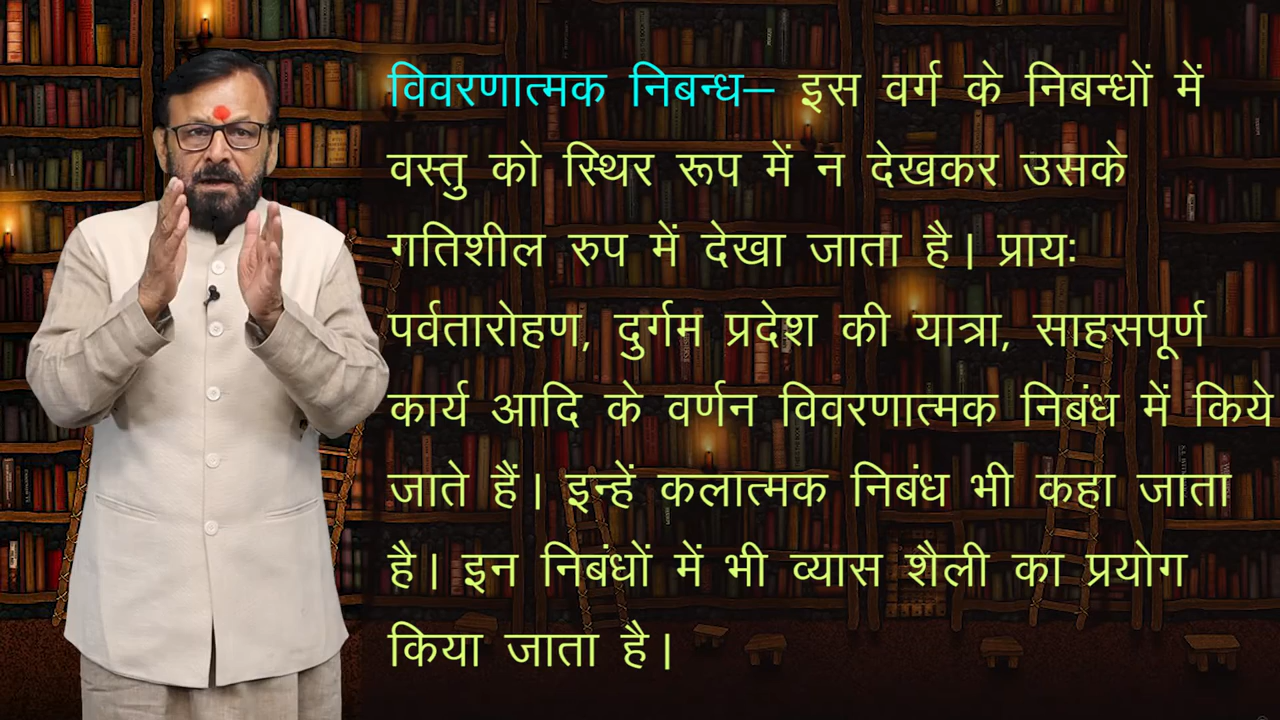 विवरणात्मक निबन्ध– इस वर्ग के निबन्धों में
वस्तु को स्थिर रूप में न देखकर उसके
गतिशील रुप में देखा जाता है। प्रायः
पर्वतारोहण, दुर्गम प्रदेश की यात्रा, साहसपूर्ण
कार्य आदि के वर्णन विवरणात्मक निबंध में किये
जाते हैं। इन्हें कलात्मक निबंध भी कहा जाता
है। इन निबंधों में भी व्यास शैली का प्रयोग
किया जाता है।